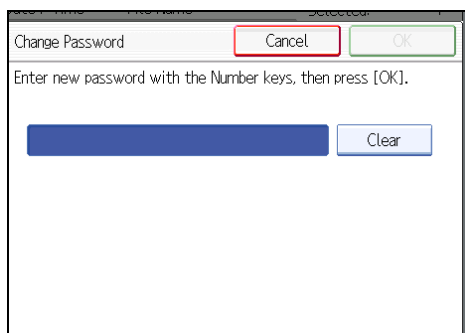 Change Password
Cancel
OK
Enter new password with the Number keys, then press [OK].
Clear